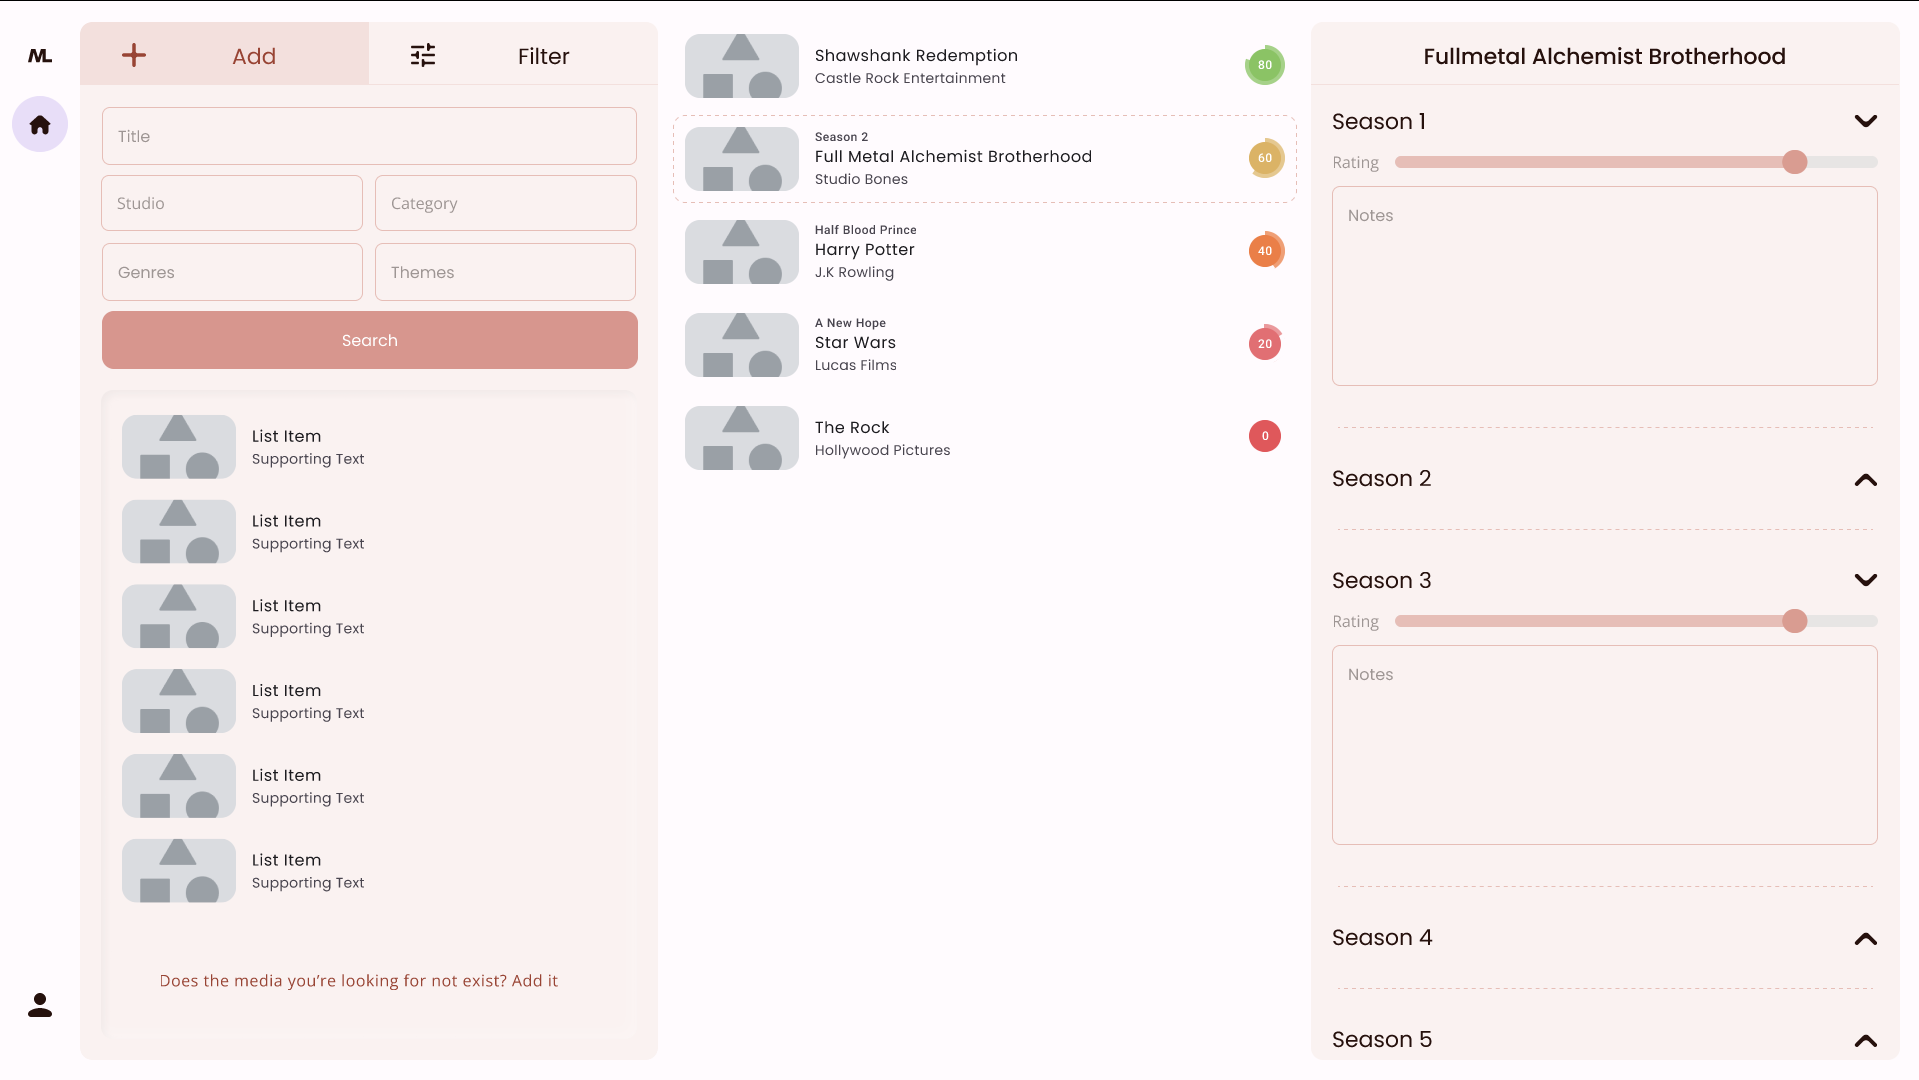 ML
Add
Filter
Title
Studio
Category
Genres
Themes
Search
List Item
Supporting Text
List Item
Supporting Text
List Item
Supporting Text
List Item
Supporting Text
List Item
Supporting Text
List Item
Supporting Text
Does the media you’re looking for not exist? Add it
Shawshank Redemption
Castle Rock Entertainment
80
Season 2
Full Metal Alchemist Brotherhood
Studio Bones
60
Half Blood Prince
Harry Potter
J.K Rowling
40
A New Hope
Star Wars
Lucas Films
20
The Rock
Hollywood Pictures
0
Fullmetal Alchemist Brotherhood
Season 1
Rating
Notes
Season 2
Season 3
Rating
Notes
Season 4
Season 5